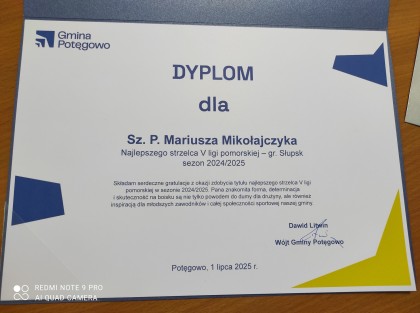 Gmina
Potęgowo
DYPLOM
dla
Sz. P. Mariusza Mikołajczyka
Najlepszego strzelca V ligi pomorskiej – gr. Słupsk
sezon 2024/2025
Składam serdeczne gratulacje z okazji zdobycia tytułu najlepszego strzelca V ligi
pomorskiej w sezonie 2024/2025. Pana znakomita forma, determinacja
i skuteczność na boisku są nie tylko powodem do dumy dla drużyny, ale również
inspiracją dla młodszych zawodników i całej społeczności sportowej naszej gminy.
Dawid Litwin
Wójt Gminy Potęgowo
Potęgowo, 1 lipca 2025 r.
REDMI NOTE 9 PRO
AI QUAD CAMERA